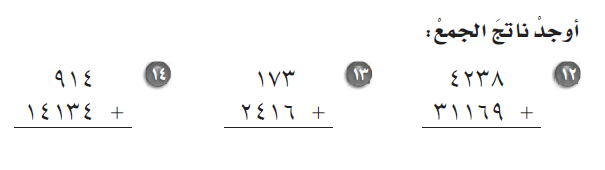 أوجدْ ناتجَ الجمعْ:
١٢ ٤٢٣٨ ١٣ ١٧٣ ١٤ ٩١٤
٣١١٦٩ + ٢٤١٦ + ١٤١٣٤ +